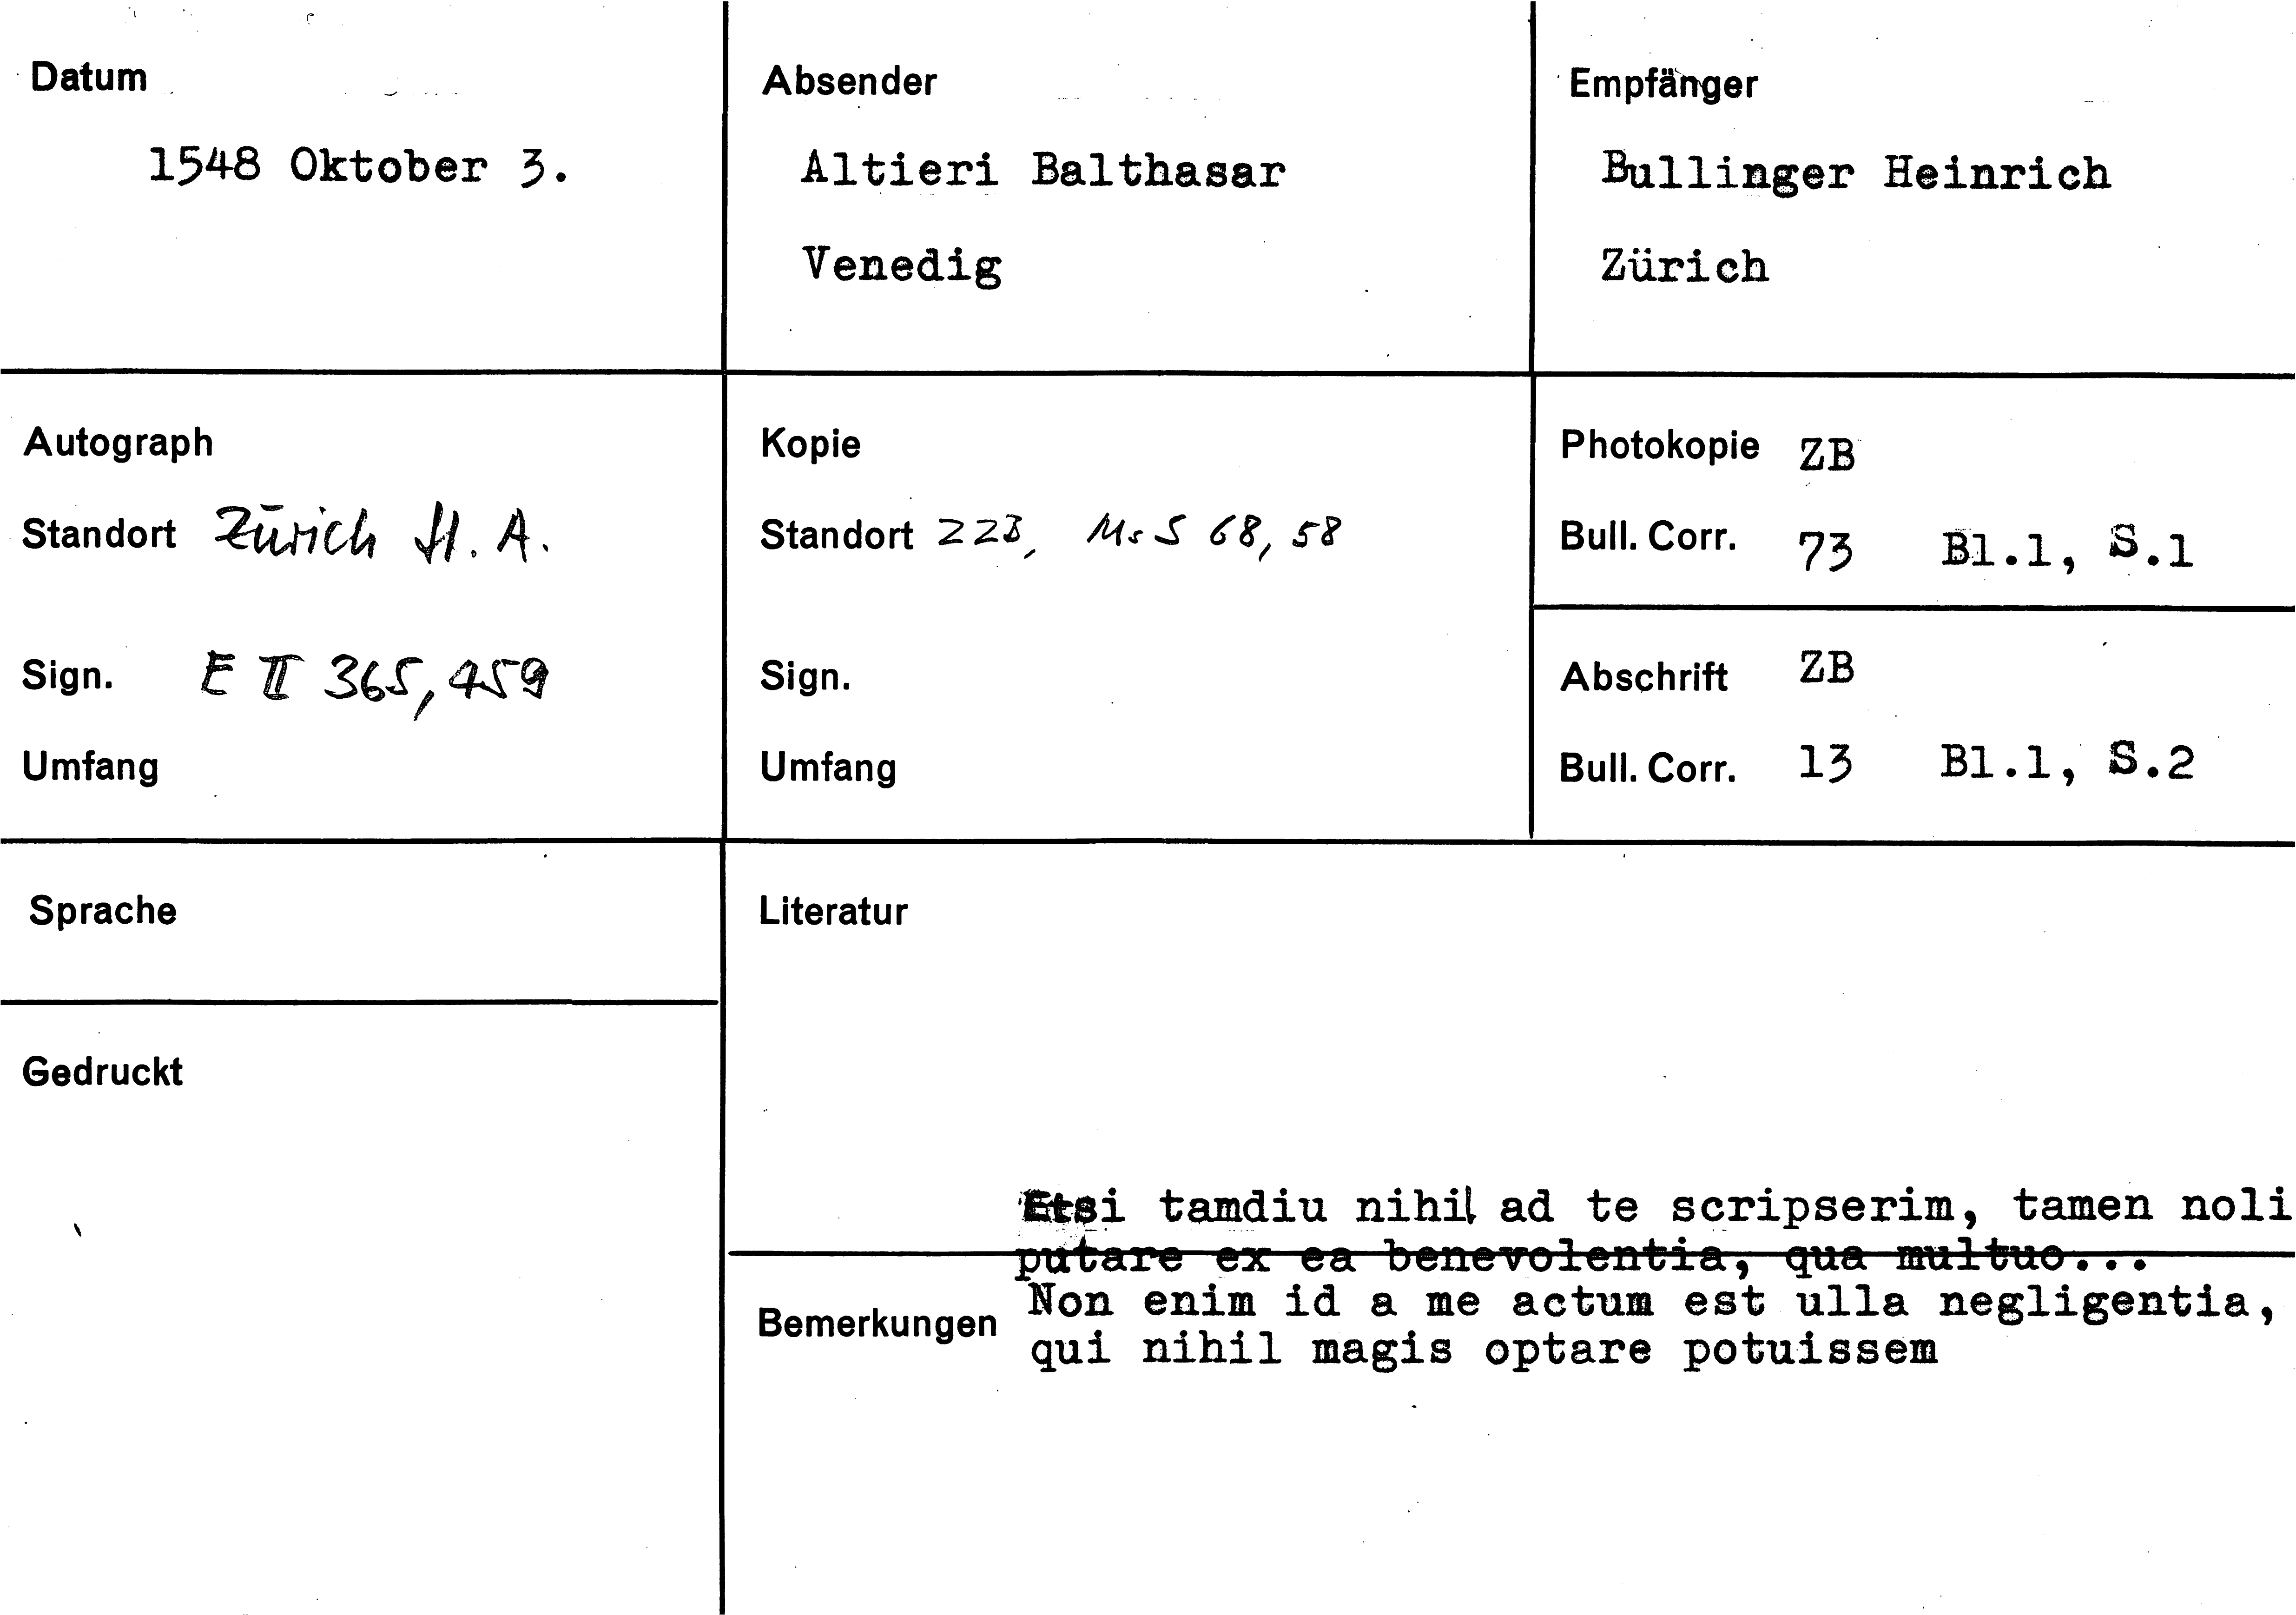 Datum
1548 Oktober 3.
Absender
Altieri Balthasar
Venedig
Empfänger
Bullinger Heinrich
Zürich
Autograph
Standort Zürich St. A.
Sign. E II 365, 459
Umfang
Kopie
Standort ZZB, Ms S 68, 58
Sign.
Umfang
Photokopie ZB
Bull. Corr. 73 Bl.1, S.1
Abschrift ZB
Bull. Corr. 13 Bl.1, S.2
Sprache
Gedruckt
Literatur
Etsi tamdiu nihil ad te scripserim, tamen noli
putare ex ea benevolentia, qua multuo...
Bemerkungen
Non enim id a me actum est ulla negligentia,
qui nihil magis optare potuissem